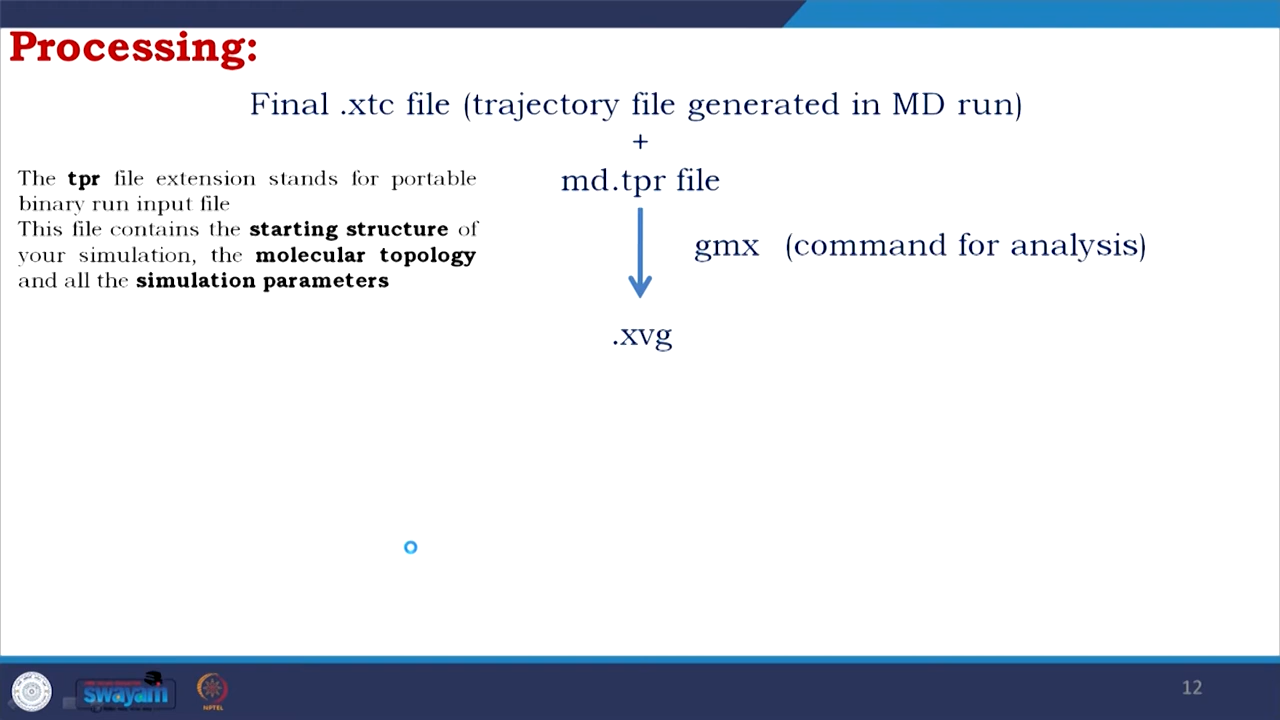 Processing:
Final .xtc file (trajectory file generated in MD run)
+
md.tpr file
The tpr file extension stands for portable
binary run input file
This file contains the starting structure of
your simulation, the molecular topology
and all the simulation parameters
gmx (command for analysis)
.xvg
swayam
NPTEL
12